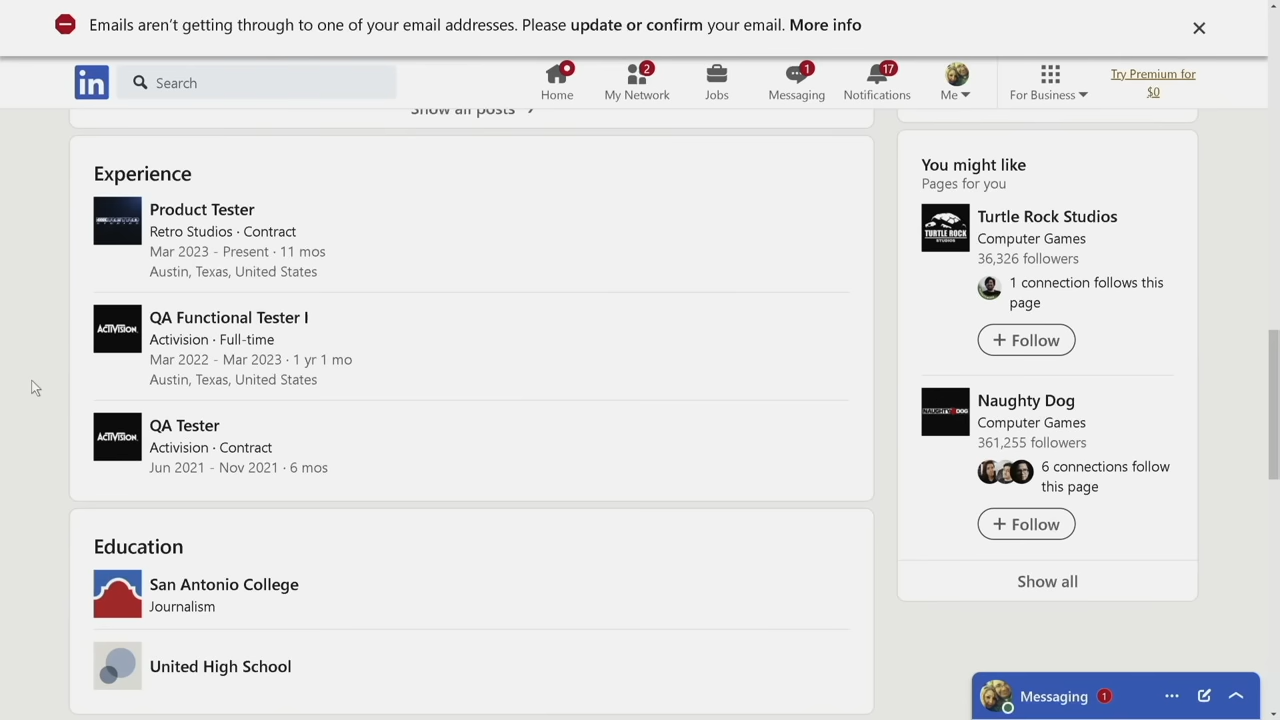 Emails aren't getting through to one of your email addresses. Please update or confirm your email. More info
in
Search
Home
2
My Network
Jobs
1
Messaging
17
Notifications
Me
For Business
Try Premium for
$0
Show all posts
Experience
Product Tester
Retro Studios · Contract
Mar 2023 - Present · 11 mos
Austin, Texas, United States
ACTIVISION
QA Functional Tester I
Activision · Full-time
Mar 2022 - Mar 2023 · 1 yr 1 mo
Austin, Texas, United States
ACTIVISION
QA Tester
Activision · Contract
Jun 2021 - Nov 2021 · 6 mos
Education
San Antonio College
Journalism
United High School
You might like
Pages for you
TURTLE ROCK
STUDIOS
Turtle Rock Studios
Computer Games
36,326 followers
1 connection follows this
page
+ Follow
NAUGHTY DOG
Naughty Dog
Computer Games
361,255 followers
6 connections follow
this page
+ Follow
Show all
Messaging 1